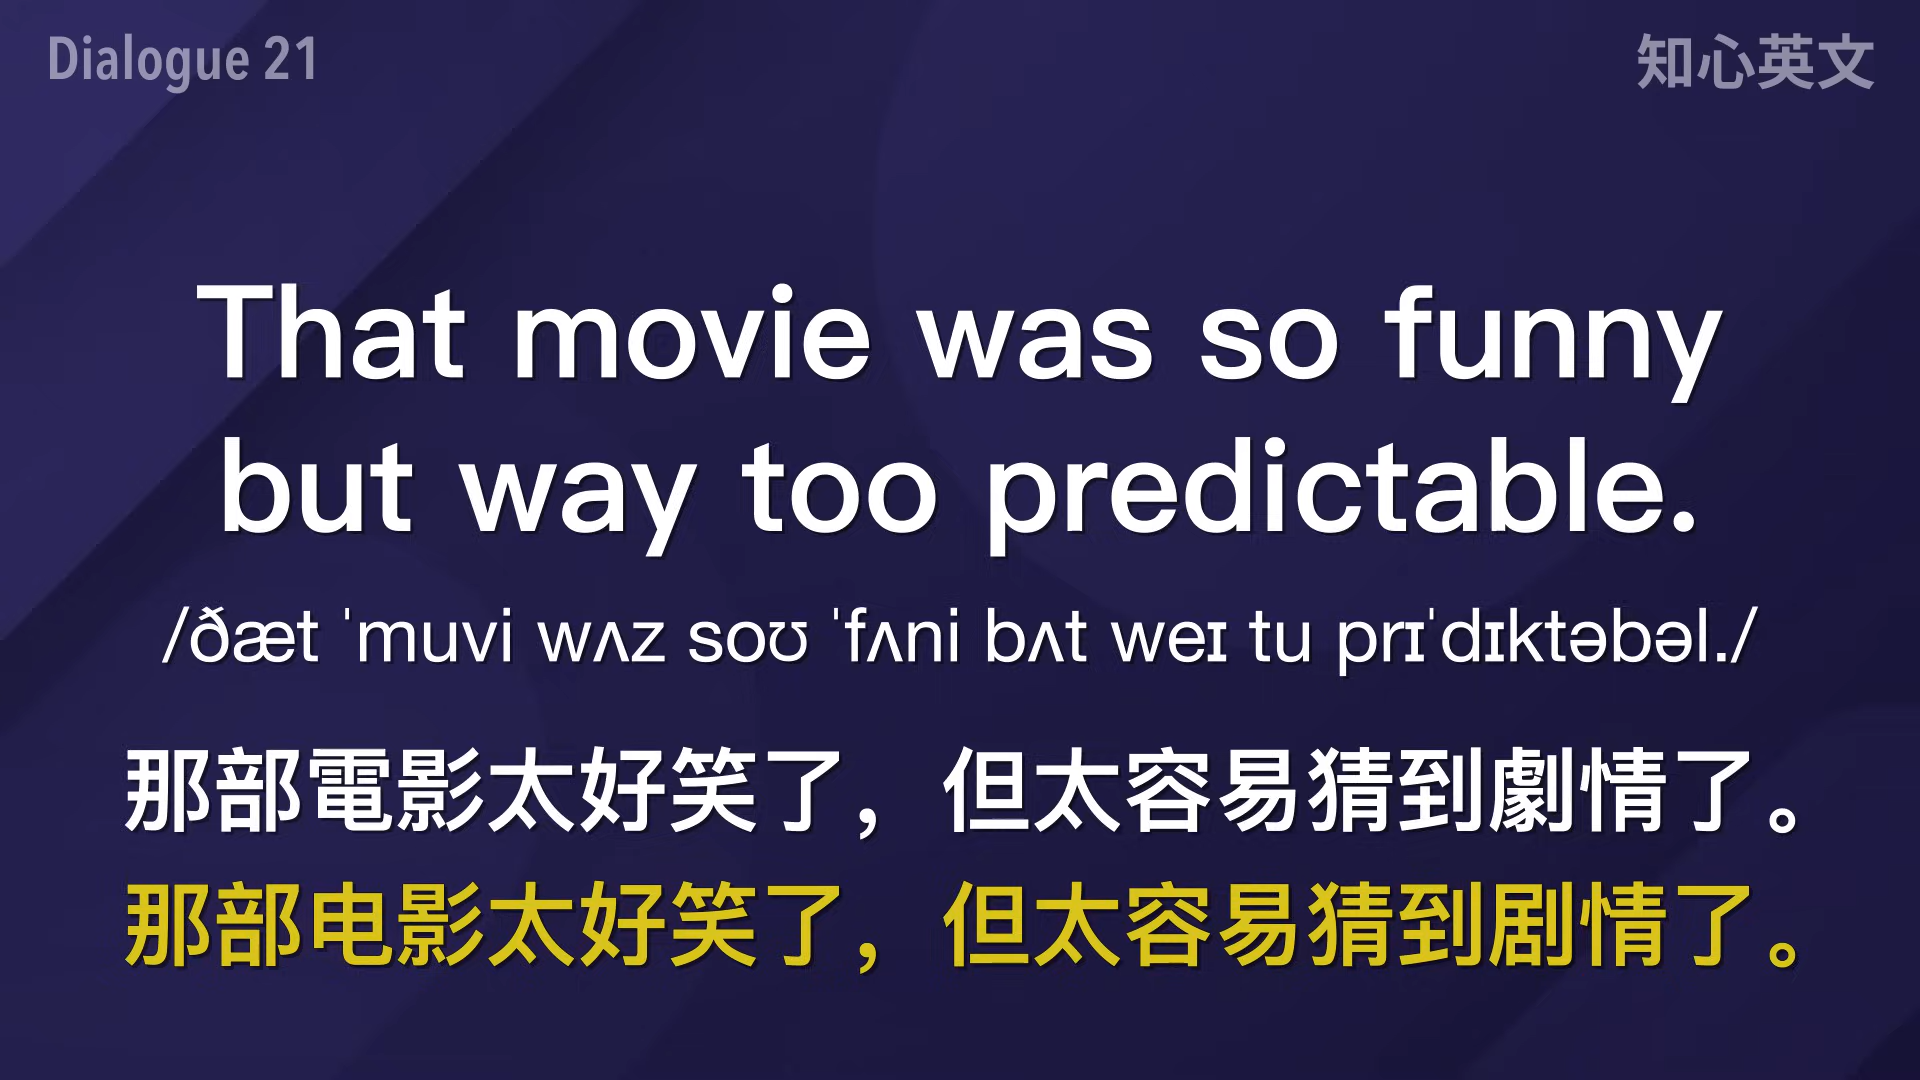 Dialogue 21
知心英文
That movie was so funny
but way too predictable.
/ðæt ˈmuvi wʌz soʊ ˈfʌni bʌt weɪ tu prɪˈdɪktəbəl./
那部電影太好笑了，但太容易猜到劇情了。
那部电影太好笑了，但太容易猜到剧情了。